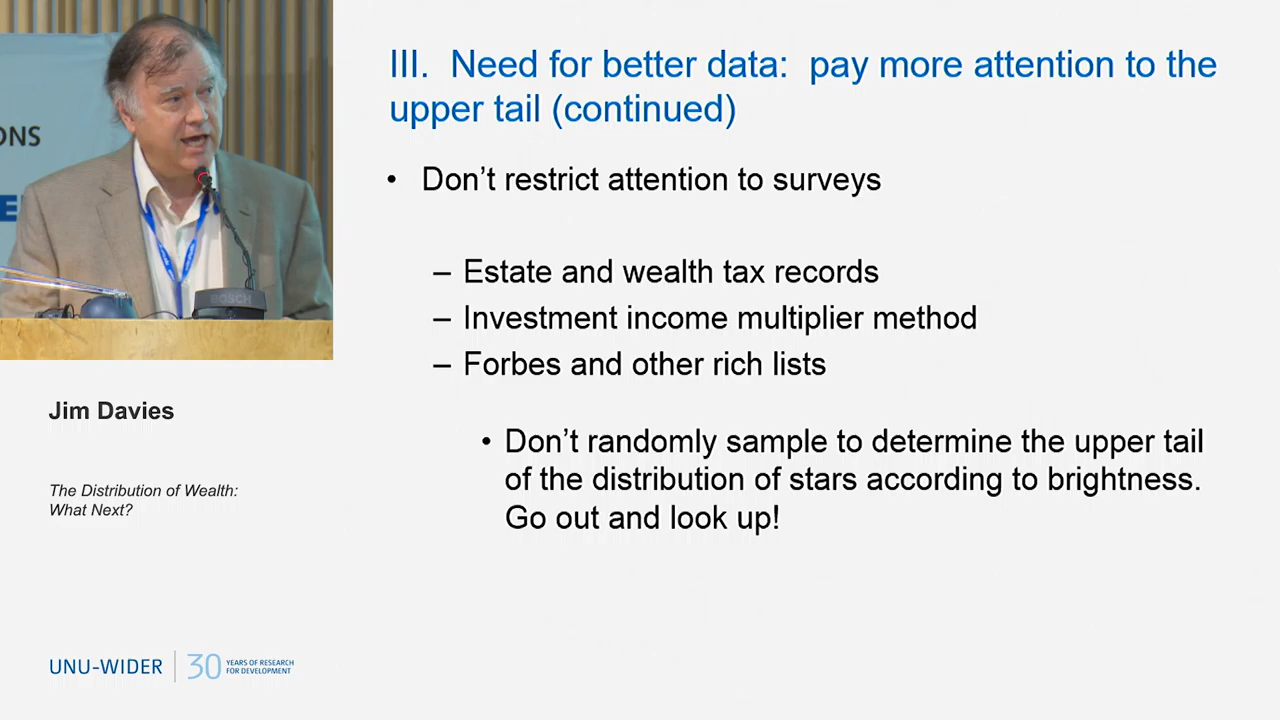 ONS
E
BOSCH
III. Need for better data: pay more attention to the
upper tail (continued)
• Don’t restrict attention to surveys
– Estate and wealth tax records
– Investment income multiplier method
– Forbes and other rich lists
• Don’t randomly sample to determine the upper tail
of the distribution of stars according to brightness.
Go out and look up!
Jim Davies
The Distribution of Wealth:
What Next?
UNU-WIDER
30
YEARS OF RESEARCH
FOR DEVELOPMENT